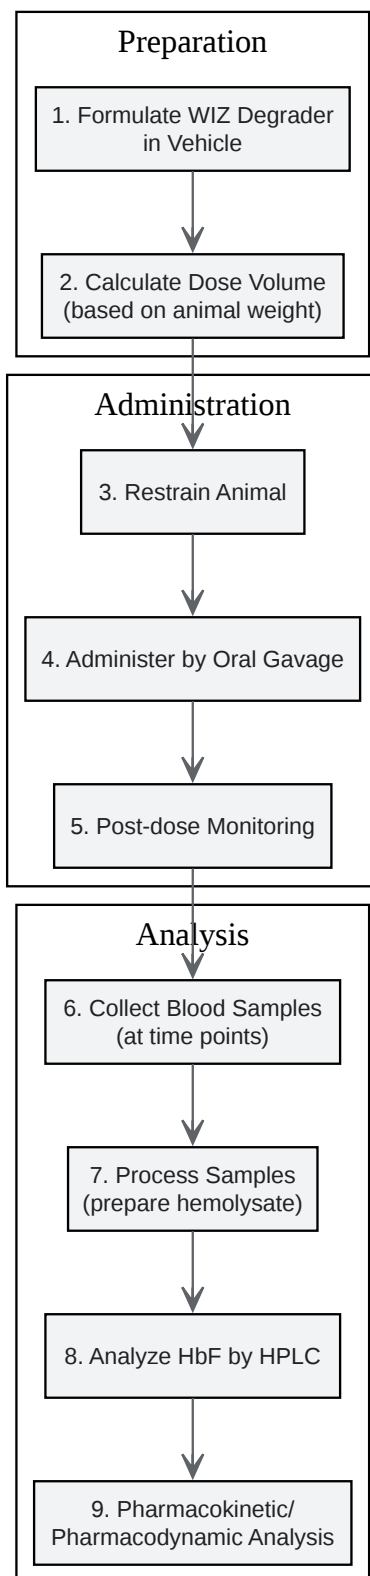 Preparation
1. Formulate WIZ Degrader
in Vehicle
2. Calculate Dose Volume
(based on animal weight)
Administration
3. Restrain Animal
4. Administer by Oral Gavage
5. Post-dose Monitoring
Analysis
6. Collect Blood Samples
(at time points)
7. Process Samples
(prepare hemolysate)
8. Analyze HbF by HPLC
9. Pharmacokinetic/
Pharmacodynamic Analysis